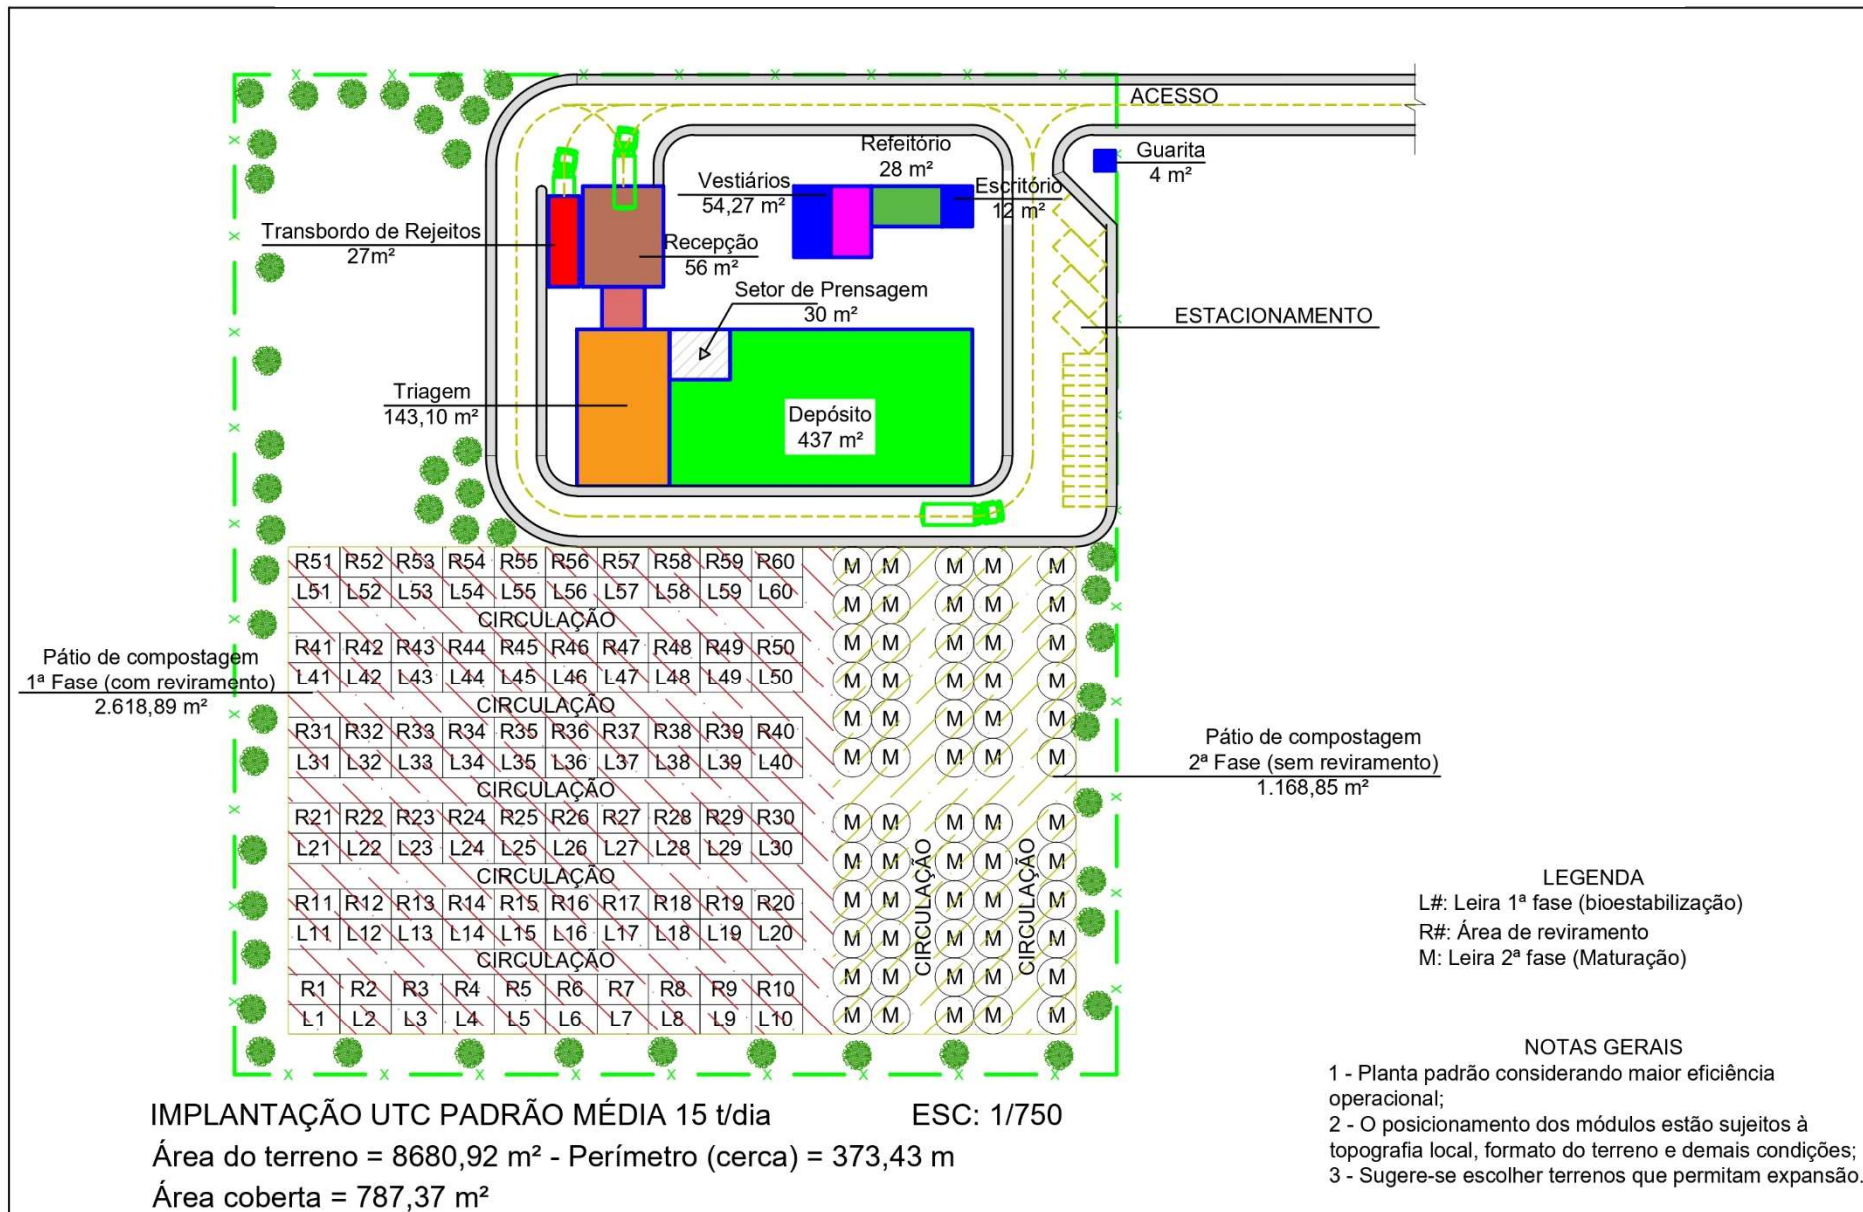 ACESSO
Refeitório
28 m²
Guarita
4 m²
Vestiários
54,27 m²
Escritório
12 m²
Transbordo de Rejeitos
27m²
Recepção
56 m²
Setor de Prensagem
30 m²
ESTACIONAMENTO
Triagem
143,10 m²
Depósito
437 m²
R51 R52 R53 R54 R55 R56 R57 R58 R59 R60 M M M M M
L51 L52 L53 L54 L55 L56 L57 L58 L59 L60 M M M M M
CIRCULAÇÃO
R41 R42 R43 R44 R45 R46 R47 R48 R49 R50 M M M M M
L41 L42 L43 L44 L45 L46 L47 L48 L49 L50 M M M M M
CIRCULAÇÃO
R31 R32 R33 R34 R35 R36 R37 R38 R39 R40 M M M M M
L31 L32 L33 L34 L35 L36 L37 L38 L39 L40 M M M M M
CIRCULAÇÃO
R21 R22 R23 R24 R25 R26 R27 R28 R29 R30 M M M M M
L21 L22 L23 L24 L25 L26 L27 L28 L29 L30 M M M M M
CIRCULAÇÃO
R11 R12 R13 R14 R15 R16 R17 R18 R19 R20 M M M M M
L11 L12 L13 L14 L15 L16 L17 L18 L19 L20 M M M M M
CIRCULAÇÃO
R1 R2 R3 R4 R5 R6 R7 R8 R9 R10 M M M M M
L1 L2 L3 L4 L5 L6 L7 L8 L9 L10 M M M M M
CIRCULAÇÃO
CIRCULAÇÃO
Pátio de compostagem
1ª Fase (com reviramento)
2.618,89 m²
Pátio de compostagem
2ª Fase (sem reviramento)
1.168,85 m²
LEGENDA
L#: Leira 1ª fase (bioestabilização)
R#: Área de reviramento
M: Leira 2ª fase (Maturação)
NOTAS GERAIS
1 - Planta padrão considerando maior eficiência
operacional;
2 - O posicionamento dos módulos estão sujeitos à
topografia local, formato do terreno e demais condições;
3 - Sugere-se escolher terrenos que permitam expansão.
IMPLANTAÇÃO UTC PADRÃO MÉDIA 15 t/dia ESC: 1/750
Área do terreno = 8680,92 m² - Perímetro (cerca) = 373,43 m
Área coberta = 787,37 m²